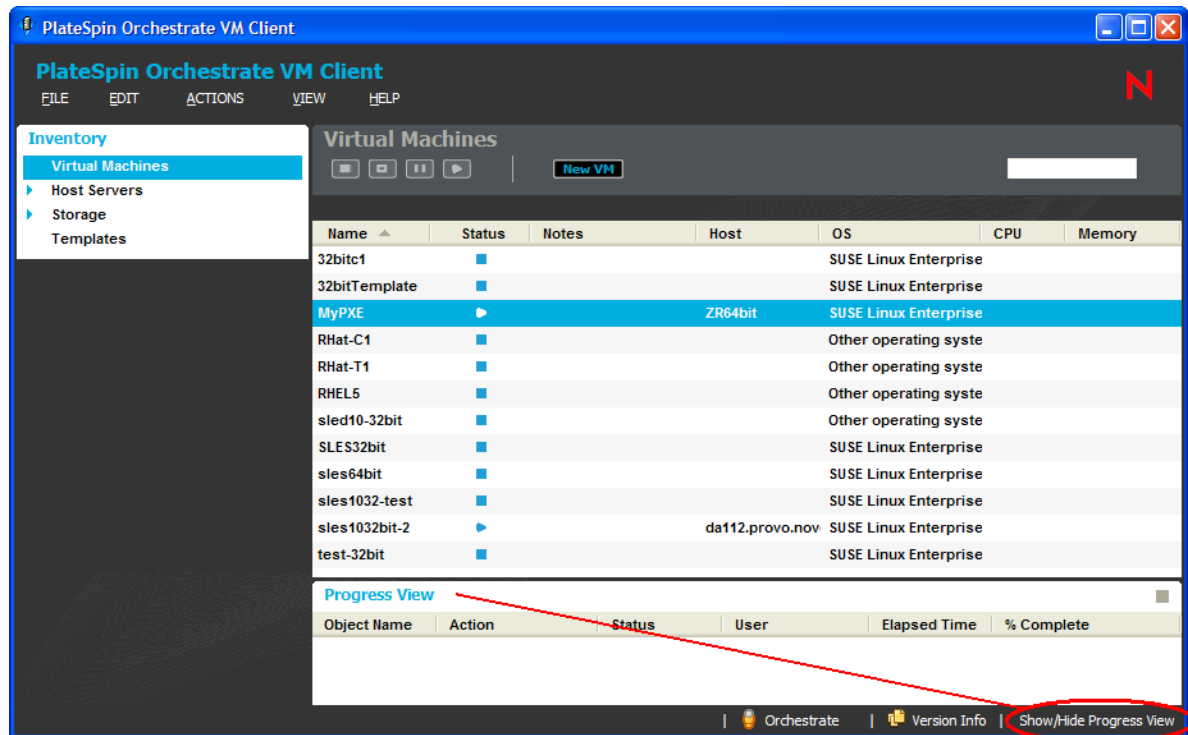 PlateSpin Orchestrate VM Client
PlateSpin Orchestrate VM Client
FILE EDIT ACTIONS VIEW HELP
N
Inventory
Virtual Machines
Host Servers
Storage
Templates
Virtual Machines
New VM
Name Status Notes Host OS CPU Memory
32bitc1 SUSE Linux Enterprise
32bitTemplate SUSE Linux Enterprise
MyPXE ZR64bit SUSE Linux Enterprise
RHat-C1 Other operating syste
RHat-T1 Other operating syste
RHEL5 Other operating syste
sled10-32bit Other operating syste
SLES32bit SUSE Linux Enterprise
sles64bit SUSE Linux Enterprise
sles1032-test SUSE Linux Enterprise
sles1032bit-2 da112.provo.nov SUSE Linux Enterprise
test-32bit SUSE Linux Enterprise
Progress View
Object Name Action Status User Elapsed Time % Complete
| Orchestrate | Version Info | Show/Hide Progress View